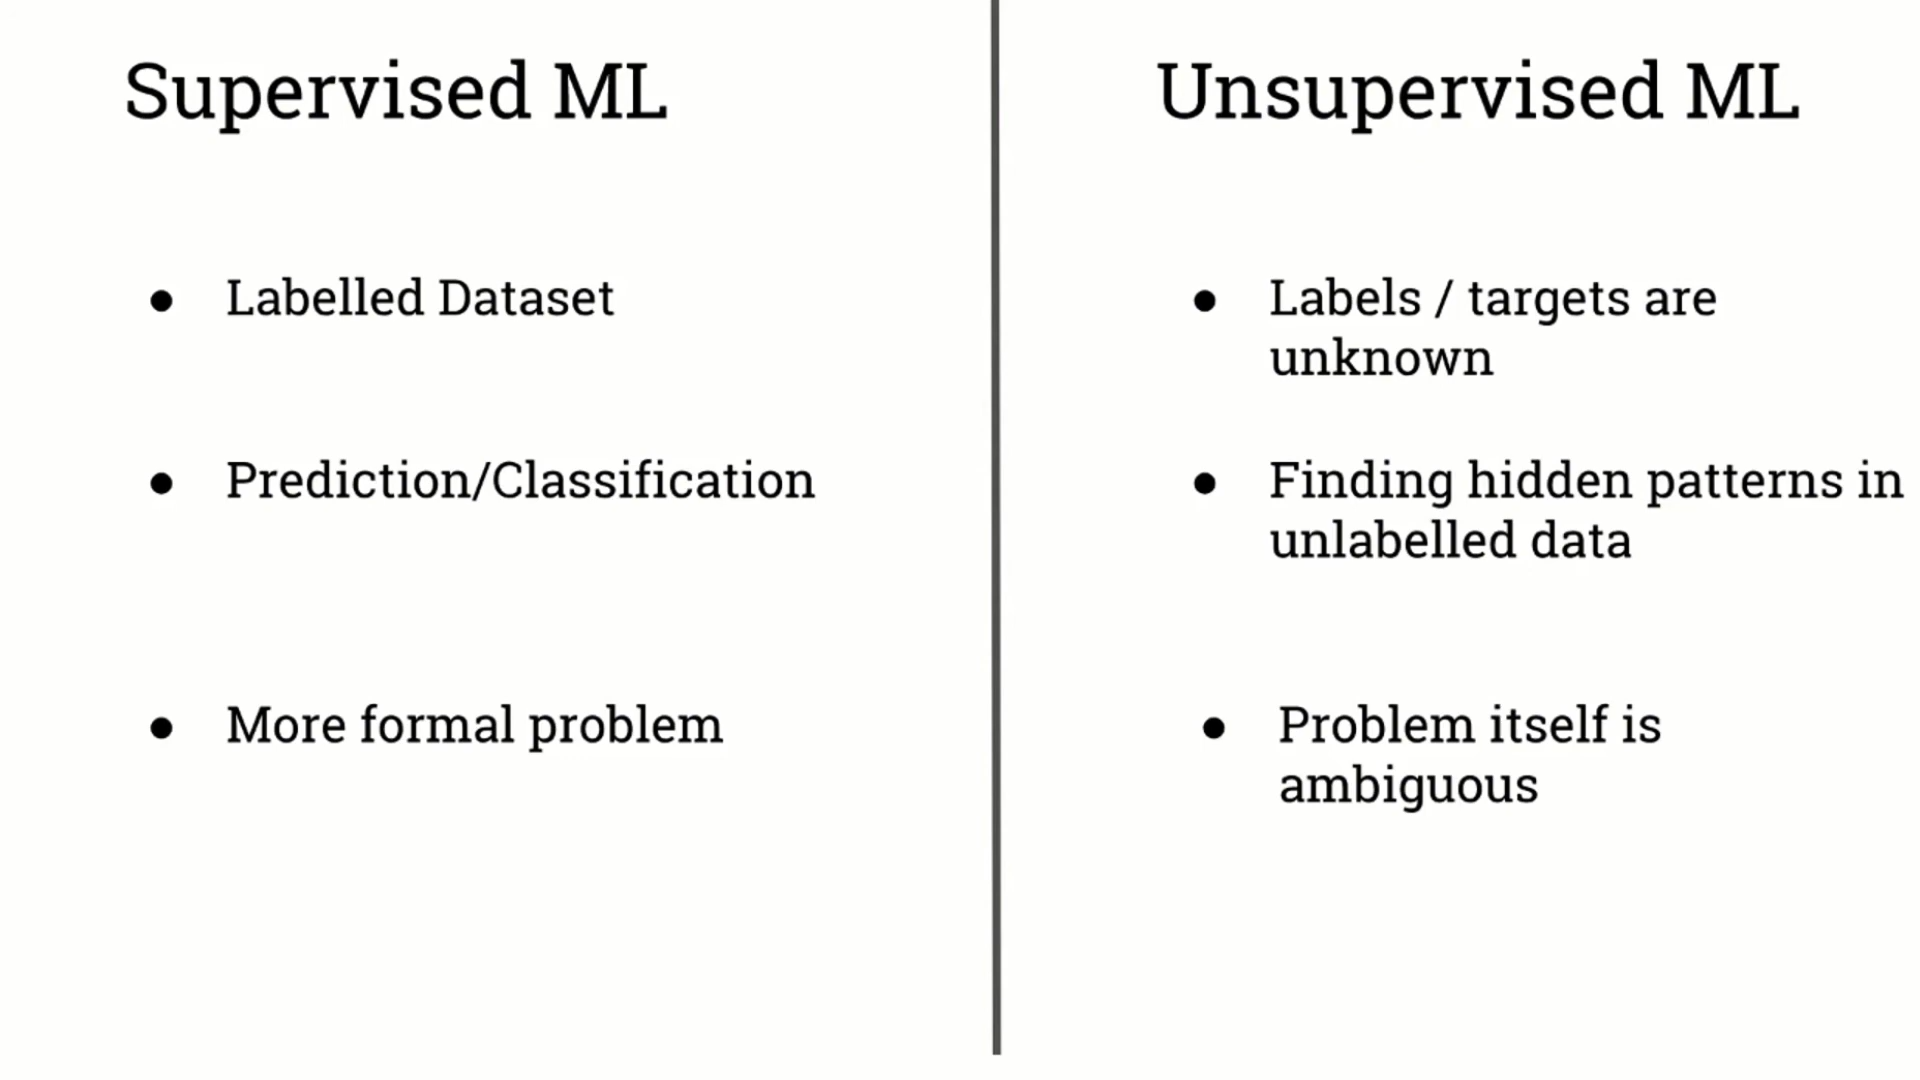 Supervised ML
● Labelled Dataset
● Prediction/Classification
● More formal problem
Unsupervised ML
● Labels / targets are
unknown
● Finding hidden patterns in
unlabelled data
● Problem itself is
ambiguous